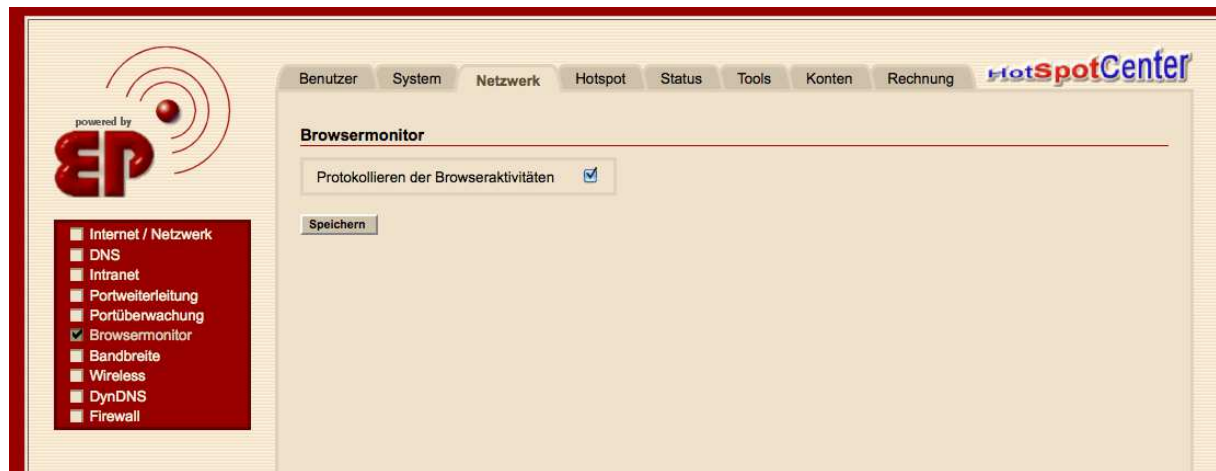 powered by
EP
Benutzer System Netzwerk Hotspot Status Tools Konten Rechnung HotSpotCenter
Browsermonitor
Protokollieren der Browseraktivitäten
Speichern
Internet / Netzwerk
DNS
Intranet
Portweiterleitung
Portüberwachung
Browsermonitor
Bandbreite
Wireless
DynDNS
Firewall